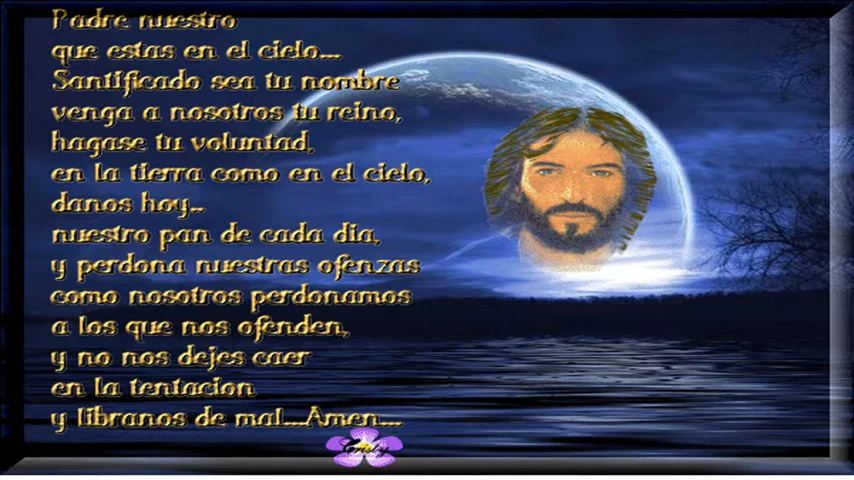 Padre nuestro
que estas en el cielo...
Santificado sea tu nombre
venga a nosotros tu reino,
hagase tu voluntad,
en la tierra como en el cielo,
danos hoy..
nuestro pan de cada dia,
y perdona nuestras ofenzas
como nosotros perdonamos
a los que nos ofenden,
y no nos dejes caer
en la tentacion
y libranos de mal...Amen...
Crisly